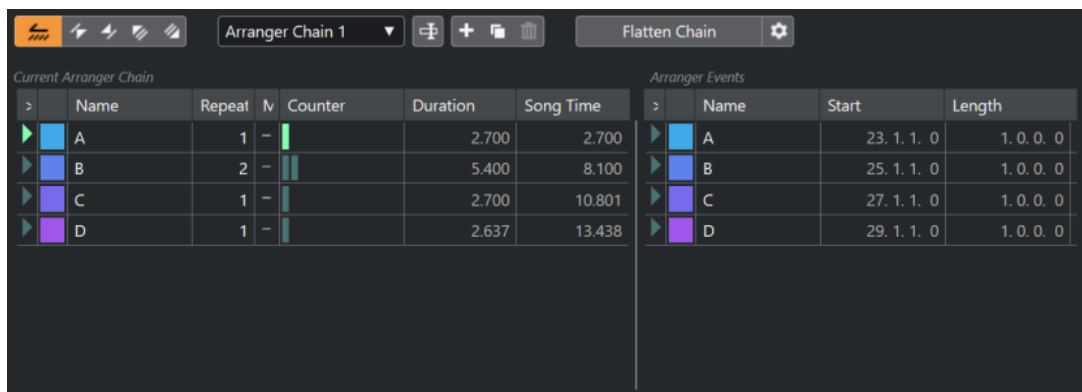 Arranger Chain 1 Flatten Chain
Current Arranger Chain Arranger Events
Name Repeat M Counter Duration Song Time Name Start Length
A 1 – 2.700 2.700 A 23. 1. 1. 0 1. 0. 0. 0
B 2 – 5.400 8.100 B 25. 1. 1. 0 1. 0. 0. 0
C 1 – 2.700 10.801 C 27. 1. 1. 0 1. 0. 0. 0
D 1 – 2.637 13.438 D 29. 1. 1. 0 1. 0. 0. 0